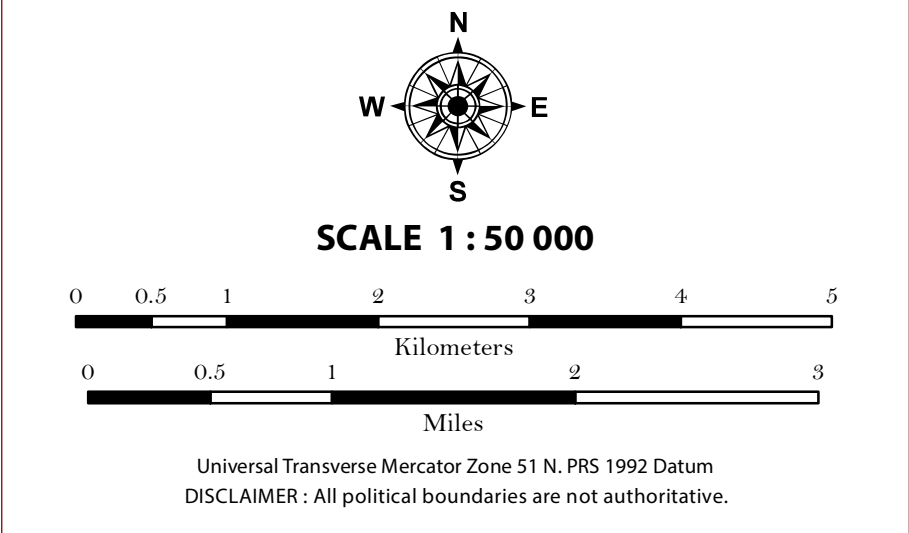 N
W E
S
SCALE 1 : 50 000
0 0.5 1 2 3 4 5
Kilometers
0 0.5 1 2 3
Miles
Universal Transverse Mercator Zone 51 N. PRS 1992 Datum
DISCLAIMER : All political boundaries are not authoritative.